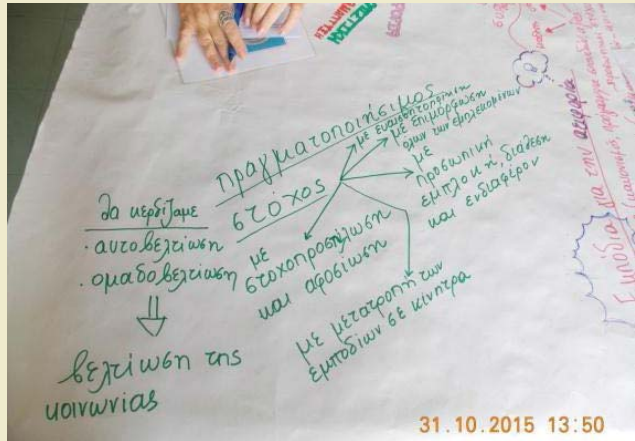 πραγματοποιήσιμος
στόχος
με ευαισθητοποίηση
με επιμόρφωση
όλων των εμπλεκομένων
με
προσωπική
εμπλοκή, διάθεση
και ενδιαφέρον
με
στοχοπροσήλωση
και αφοσίωση
με μετατροπή των
εμποδίων σε κίνητρα
θα κερδίζαμε
· αυτοβελτίωση
· ομαδοβελτίωση
βελτίωση της
κοινωνίας
Εμπόδια για την αειφορία
31.10.2015 13:50